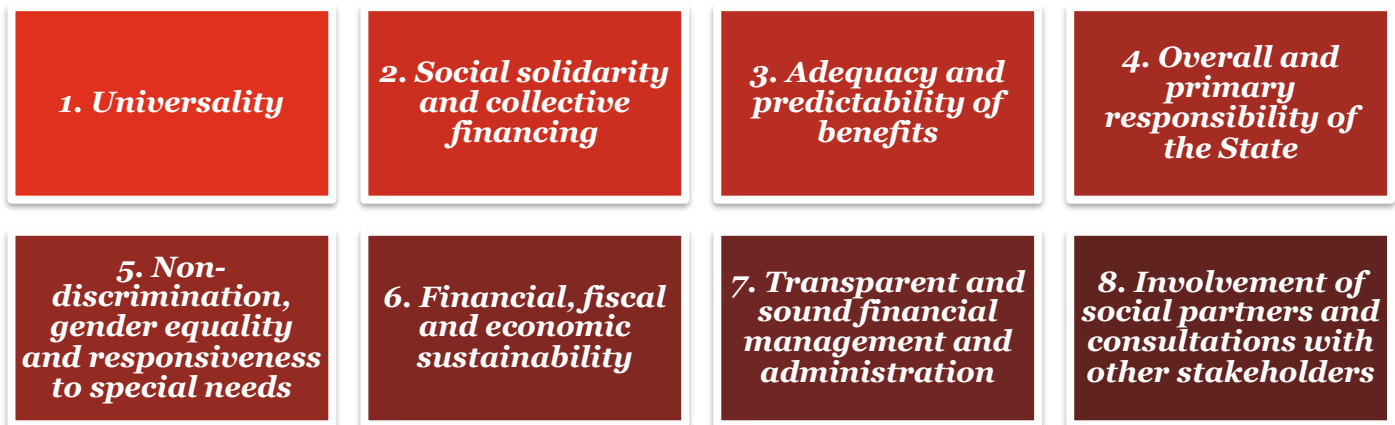 1. Universality
2. Social solidarity
and collective
financing
3. Adequacy and
predictability of
benefits
4. Overall and
primary
responsibility of
the State
5. Non-
discrimination,
gender equality
and responsiveness
to special needs
6. Financial, fiscal
and economic
sustainability
7. Transparent and
sound financial
management and
administration
8. Involvement of
social partners and
consultations with
other stakeholders